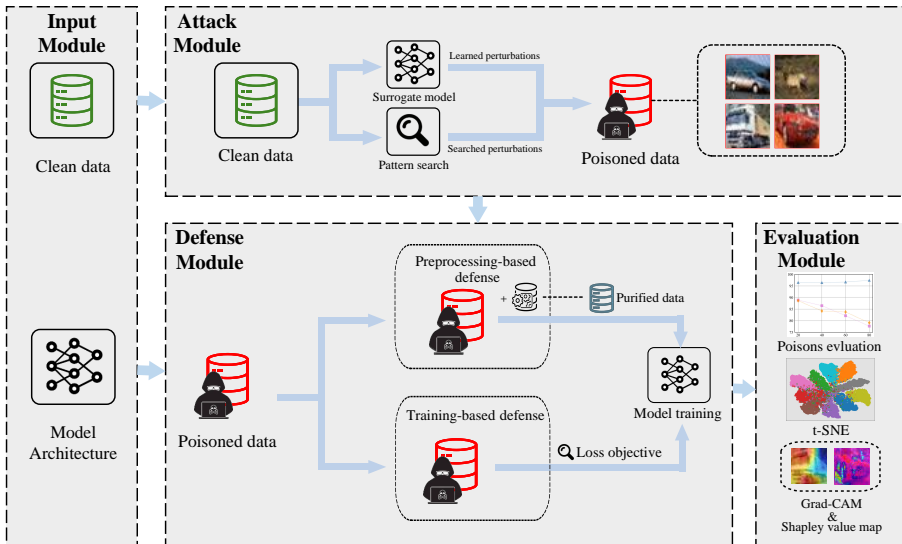 Input
Module
Clean data
Model
Architecture
Attack
Module
Clean data
Surrogate model
Pattern search
Learned perturbations
Searched perturbations
Poisoned data
Defense
Module
Poisoned data
Preprocessing-based
defense
+
Purified data
Training-based defense
Loss objective
Model training
Evaluation
Module
Poisons evluation
t-SNE
Grad-CAM
&
Shapley value map